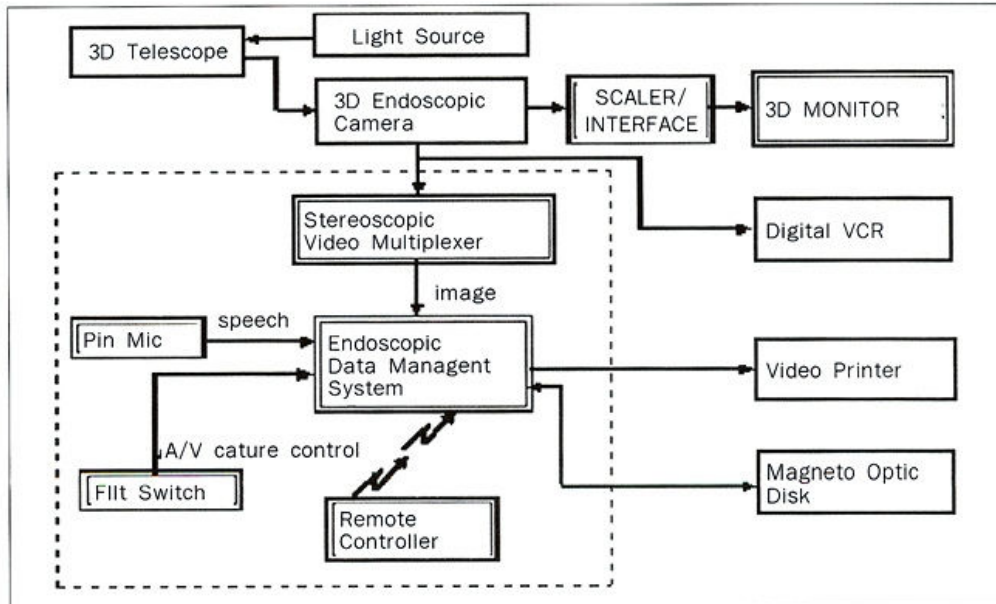 Light Source
3D Telescope
3D Endoscopic
Camera
SCALER/
INTERFACE
3D MONITOR
Stereoscopic
Video Multiplexer
Digital VCR
image
speech
Pin Mic
Endoscopic
Data Managent
System
Video Printer
A/V cature control
FIlt Switch
Remote
Controller
Magneto Optic
Disk